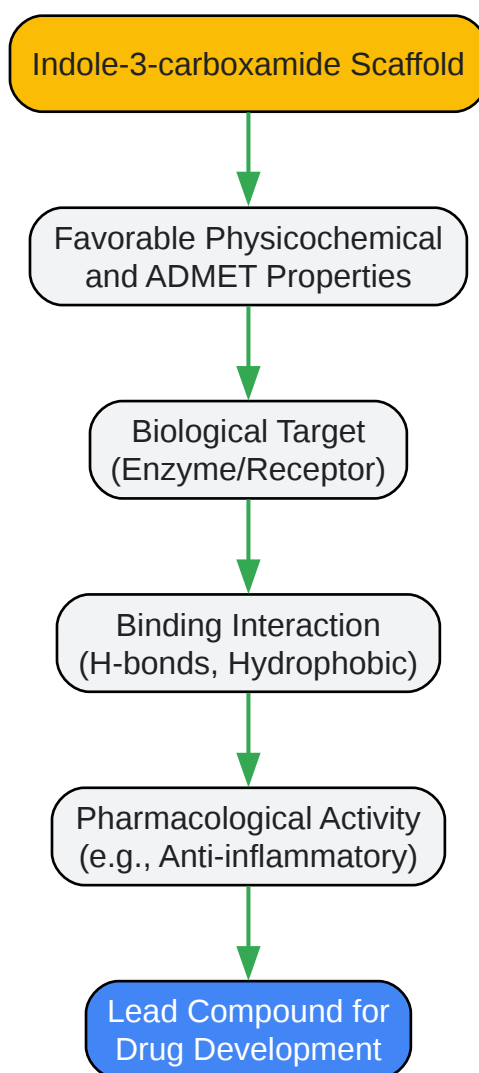 Indole-3-carboxamide Scaffold
Favorable Physicochemical
and ADMET Properties
Biological Target
(Enzyme/Receptor)
Binding Interaction
(H-bonds, Hydrophobic)
Pharmacological Activity
(e.g., Anti-inflammatory)
Lead Compound for
Drug Development